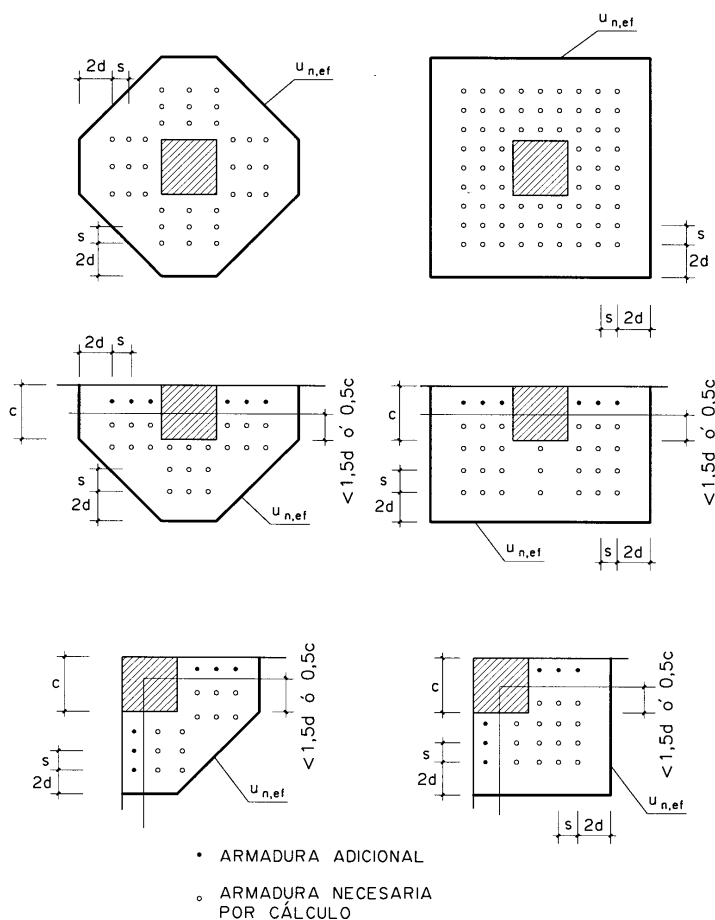 u n,ef
u n,ef
2d s
s
2d
s
2d
s 2d
2d s
c
s
2d
u n,ef
<1,5d ó 0,5c
c
s
2d
u n,ef
s 2d
<1.5d ó 0.5c
c
s
2d
u n,ef
<1,5d ó 0,5c
c
s
2d
u n,ef
s 2d
<1,5d ó 0,5c
• ARMADURA ADICIONAL
○ ARMADURA NECESARIA
POR CÁLCULO